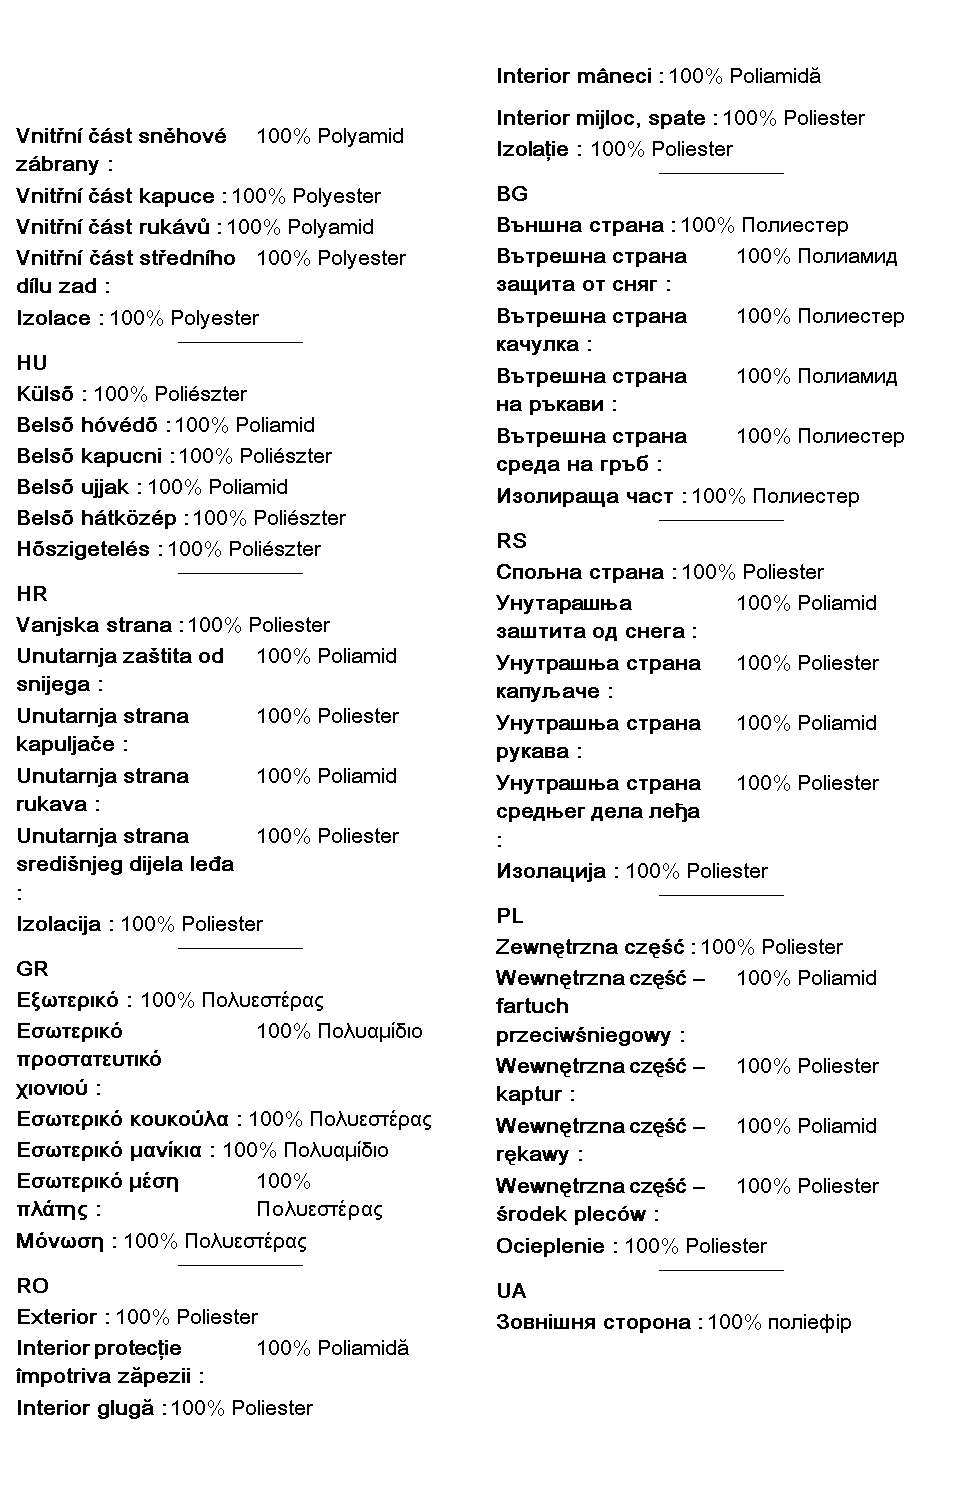 Vnitřní část sněhové 100% Polyamid
zábrany :
Vnitřní část kapuce : 100% Polyester
Vnitřní část rukávů : 100% Polyamid
Vnitřní část středního 100% Polyester
dílu zad :
Izolace : 100% Polyester
HU
Külsõ : 100% Poliészter
Belsõ hóvédõ : 100% Poliamid
Belsõ kapucni : 100% Poliészter
Belsõ ujjak : 100% Poliamid
Belsõ hátközép : 100% Poliészter
Hõszigetelés : 100% Poliészter
HR
Vanjska strana : 100% Poliester
Unutarnja zaštita od 100% Poliamid
snijega :
Unutarnja strana 100% Poliester
kapuljače :
Unutarnja strana 100% Poliamid
rukava :
Unutarnja strana 100% Poliester
središnjeg dijela leđa
:
Izolacija : 100% Poliester
GR
Εξωτερικό : 100% Πολυεστέρας
Εσωτερικό 100% Πολυαμίδιο
προστατευτικό
χιονιού :
Εσωτερικό κουκούλα : 100% Πολυεστέρας
Εσωτερικό μανίκια : 100% Πολυαμίδιο
Εσωτερικό μέση 100%
πλάτης : Πολυεστέρας
Μόνωση : 100% Πολυεστέρας
RO
Exterior : 100% Poliester
Interior protecție 100% Poliamidă
împotriva zăpezii :
Interior glugă : 100% Poliester
Interior mâneci : 100% Poliamidă
Interior mijloc, spate : 100% Poliester
Izolație : 100% Poliester
BG
Външна страна : 100% Полиестер
Вътрешна страна 100% Полиамид
защита от сняг :
Вътрешна страна 100% Полиестер
качулка :
Вътрешна страна 100% Полиамид
на ръкави :
Вътрешна страна 100% Полиестер
среда на гръб :
Изолираща част : 100% Полиестер
RS
Спољна страна : 100% Poliester
Унутарашња 100% Poliamid
заштита од снега :
Унутрашња страна 100% Poliester
капуљаче :
Унутрашња страна 100% Poliamid
рукава :
Унутрашња страна 100% Poliester
средњег дела леђа
:
Изолација : 100% Poliester
PL
Zewnętrzna część : 100% Poliester
Wewnętrzna część – 100% Poliamid
fartuch
przeciwśniegowy :
Wewnętrzna część – 100% Poliester
kaptur :
Wewnętrzna część – 100% Poliamid
rękawy :
Wewnętrzna część – 100% Poliester
środek pleców :
Ocieplenie : 100% Poliester
UA
Зовнішня сторона : 100% поліефір